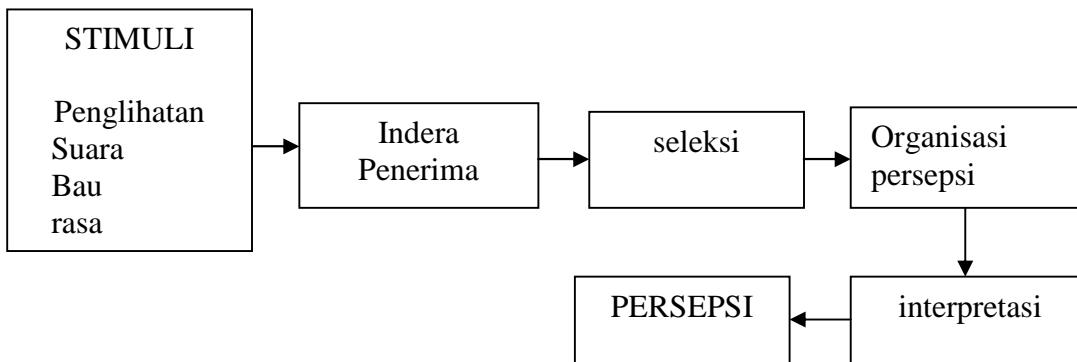 STIMULI
Penglihatan
Suara
Bau
rasa
Indera
Penerima
seleksi
Organisasi
persepsi
interpretasi
PERSEPSI